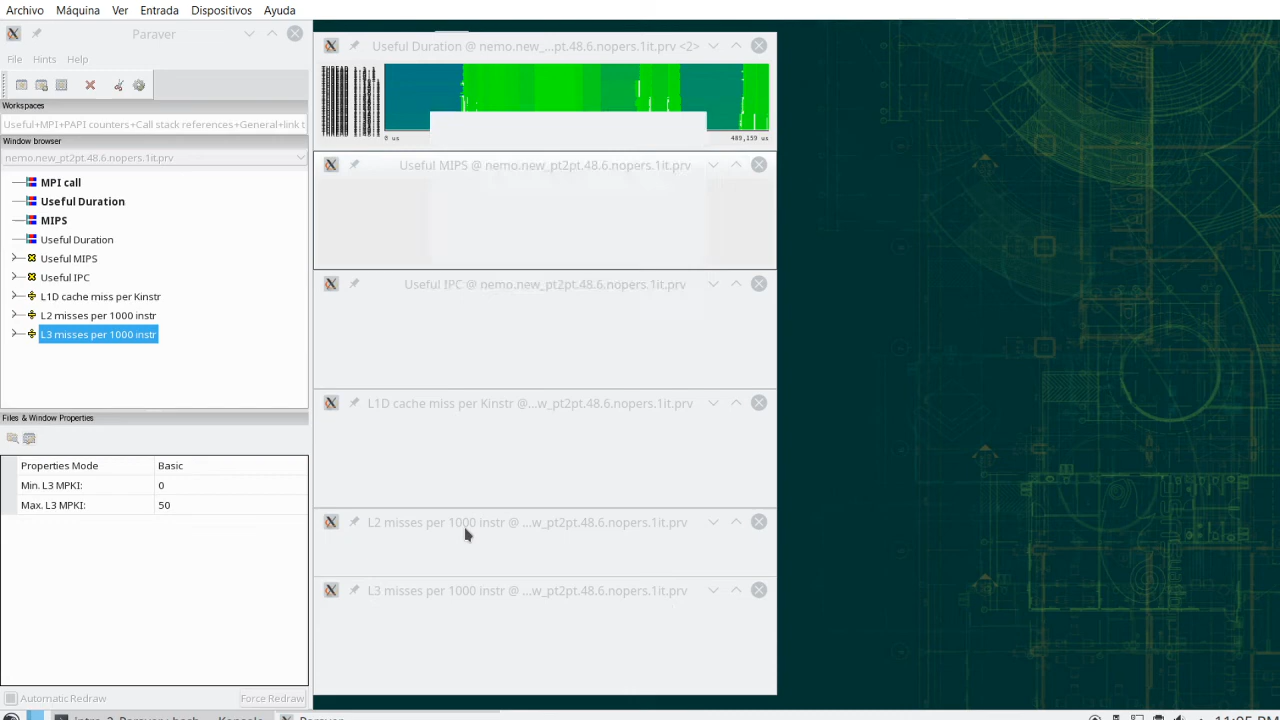 Archivo Máquina Ver Entrada Dispositivos Ayuda
Paraver
File Hints Help
Workspaces
Useful+MPI+PAPI counters+Call stack references+General+link t
Window browser
nemo.new_pt2pt.48.6.nopers.1it.prv
MPI call
Useful Duration
MIPS
Useful Duration
Useful MIPS
Useful IPC
L1D cache miss per Kinstr
L2 misses per 1000 instr
L3 misses per 1000 instr
Files & Window Properties
Properties Mode Basic
Min. L3 MPKI: 0
Max. L3 MPKI: 50
Automatic Redraw Force Redraw
Useful Duration @ nemo.new_...pt.48.6.nopers.1it.prv <2>
0 us 489,159 us
Useful MIPS @ nemo.new_pt2pt.48.6.nopers.1it.prv
Useful IPC @ nemo.new_pt2pt.48.6.nopers.1it.prv
L1D cache miss per Kinstr @...w_pt2pt.48.6.nopers.1it.prv
L2 misses per 1000 instr @ ...w_pt2pt.48.6.nopers.1it.prv
L3 misses per 1000 instr @ ...w_pt2pt.48.6.nopers.1it.prv
Paraver
11:05 PM